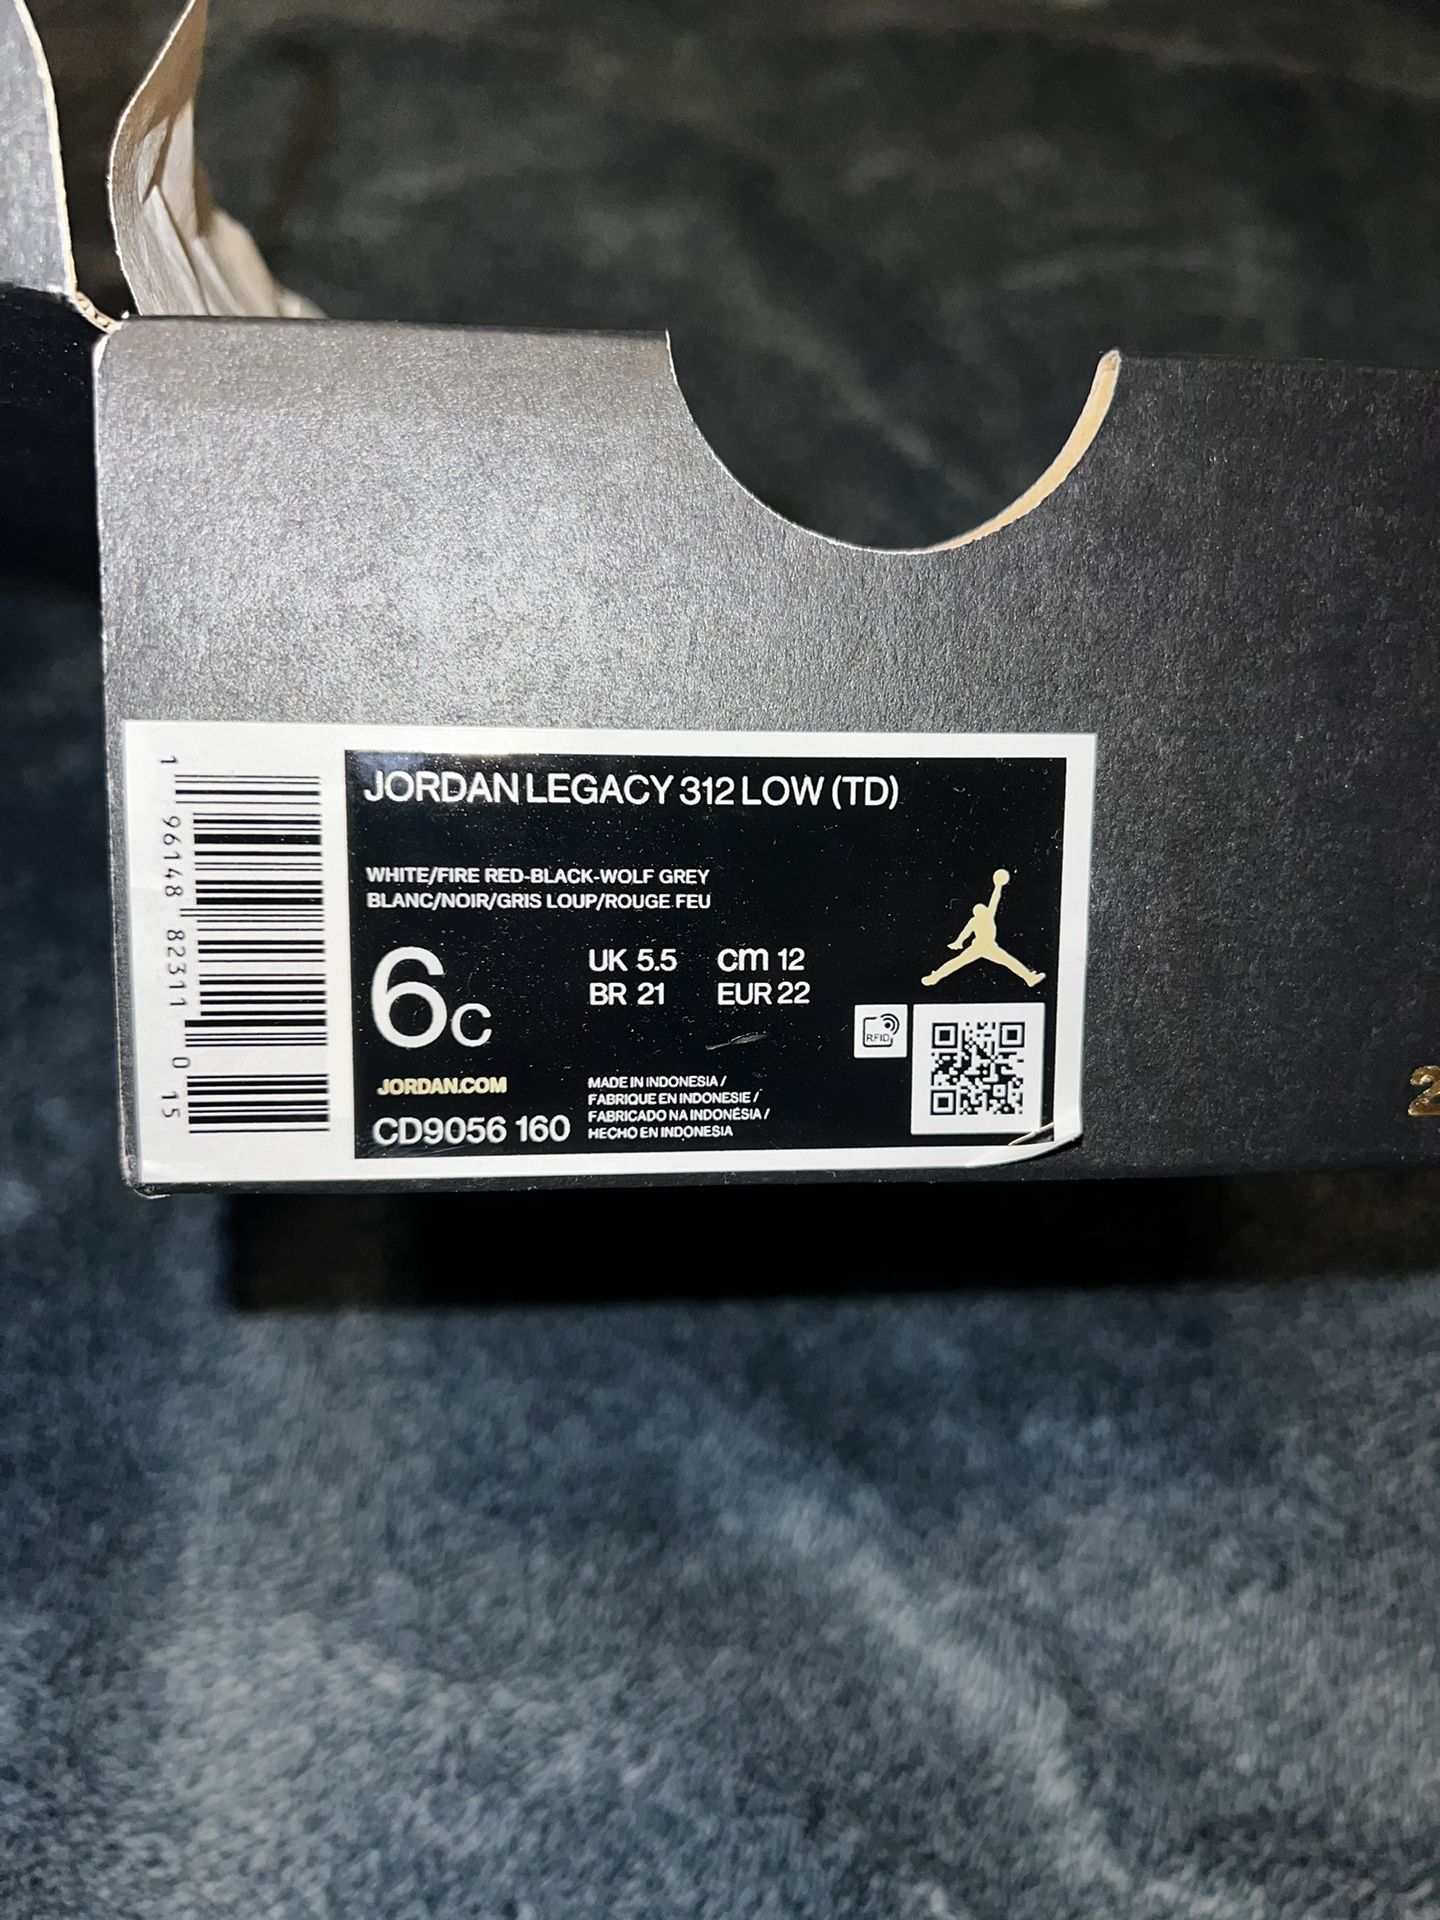 JORDAN LEGACY 312 LOW (TD)
WHITE/FIRE RED-BLACK-WOLF GREY
BLANC/NOIR/GRIS LOUP/ROUGE FEU
6C
UK 5.5 cm 12
BR 21 EUR 22
RFID
JORDAN.COM
CD9056 160
MADE IN INDONESIA /
FABRIQUE EN INDONESIE /
FABRICADO NA INDONÉSIA /
HECHO EN INDONESIA
1 96148 82311 0 15
2